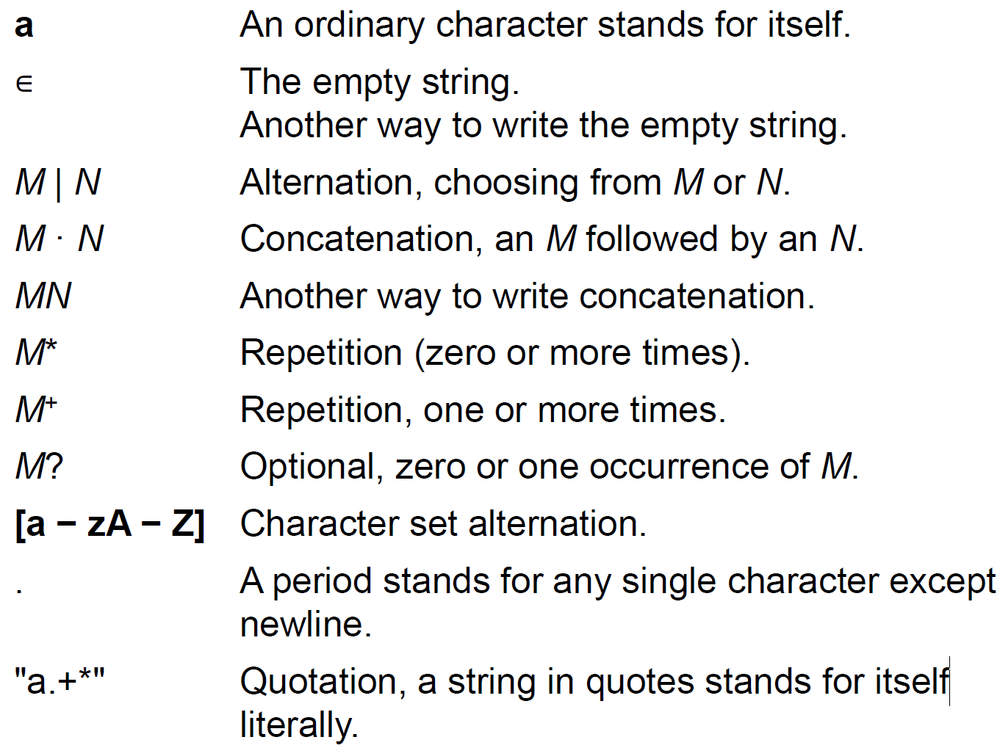 a An ordinary character stands for itself.
∈ The empty string.
Another way to write the empty string.
M | N Alternation, choosing from M or N.
M · N Concatenation, an M followed by an N.
MN Another way to write concatenation.
M* Repetition (zero or more times).
M⁺ Repetition, one or more times.
M? Optional, zero or one occurrence of M.
[a − zA − Z] Character set alternation.
. A period stands for any single character except
newline.
"a.+*" Quotation, a string in quotes stands for itself
literally.